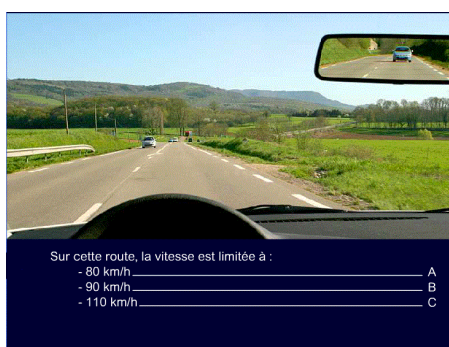 Sur cette route, la vitesse est limitée à :
- 80 km/h A
- 90 km/h B
- 110 km/h C